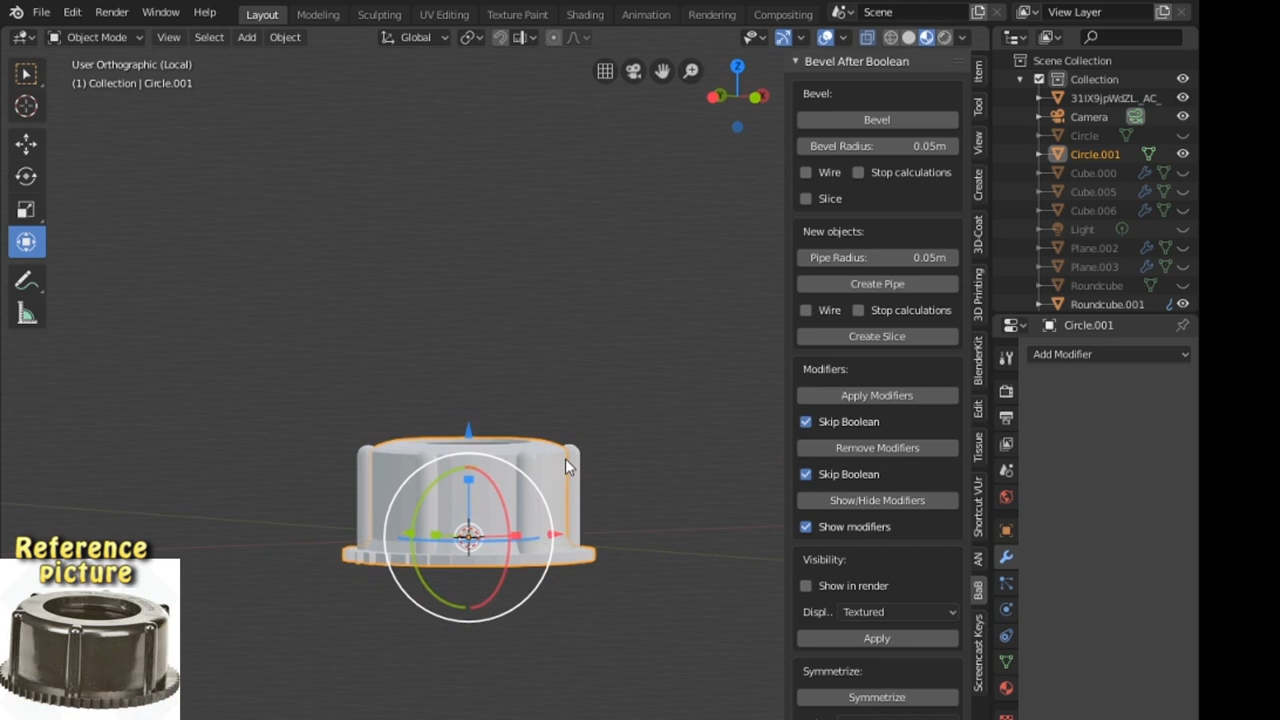 File Edit Render Window Help Layout Modeling Sculpting UV Editing Texture Paint Shading Animation Rendering Compositing Scene View Layer
Object Mode View Select Add Object Global
User Orthographic (Local)
(1) Collection | Circle.001
Z
Y
X
Bevel After Boolean
Bevel:
Bevel
Bevel Radius: 0.05m
Wire Stop calculations
Slice
New objects:
Pipe Radius: 0.05m
Create Pipe
Wire Stop calculations
Create Slice
Modifiers:
Apply Modifiers
Skip Boolean
Remove Modifiers
Skip Boolean
Show/Hide Modifiers
Show modifiers
Visibility:
Show in render
Displ.. Textured
Apply
Symmetrize:
Symmetrize
Item
Tool
View
Create
3D-Coat
3D Printing
BlenderKit
Edit
Tissue
Shortcut VUr
AN
BaB
Screencast Keys
Scene Collection
Collection
31IX9jpWdZL._AC_
Camera
Circle
Circle.001
Cube.000
Cube.005
Cube.006
Light
Plane.002
Plane.003
Roundcube
Roundcube.001
Circle.001
Add Modifier
Reference
picture